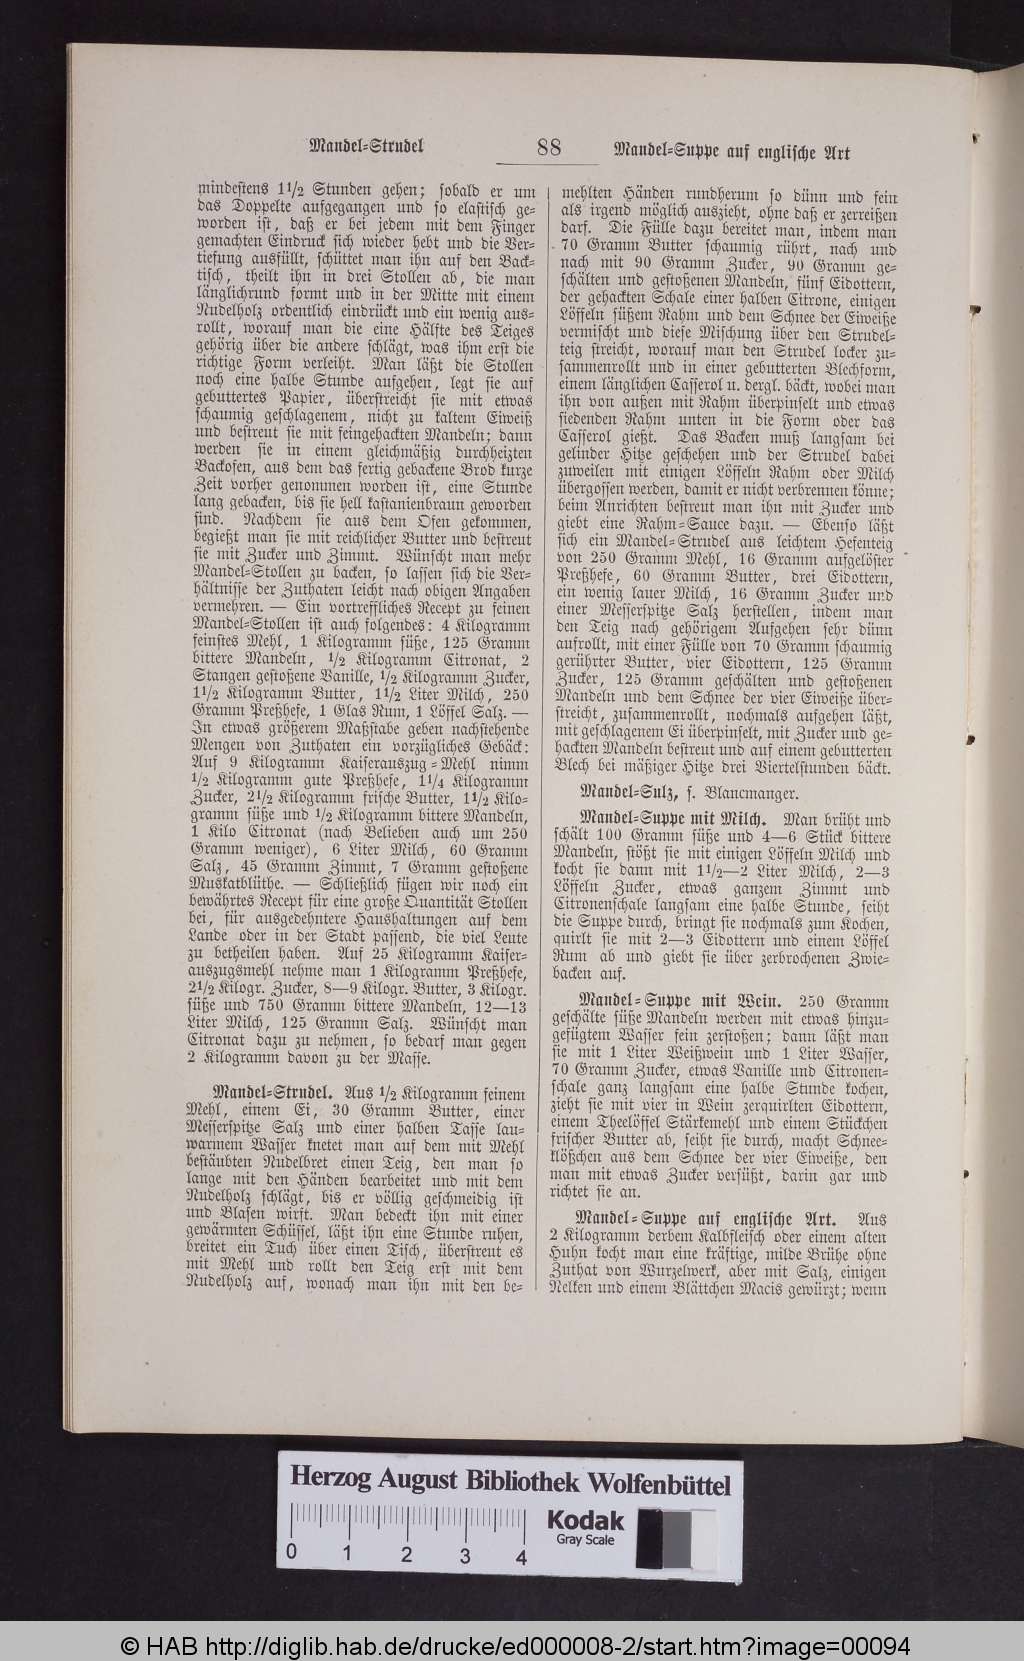 Mandel-Strudel 88 Mandel-Suppe auf englische Art
mindestens 1 1/2 Stunden gehen; sobald er um
das Doppelte aufgegangen und so elastisch ge-
worden ist, daß er bei jedem mit dem Finger
gemachten Eindruck sich wieder hebt und die Ver-
tiefung ausfüllt, schüttet man ihn auf den Back-
tisch, theilt ihn in drei Stollen ab, die man
länglichrund formt und in der Mitte mit einem
Nudelholz ordentlich eindrückt und ein wenig aus-
rollt, worauf man die eine Hälfte des Teiges
gehörig über die andere schlägt, was ihm erst die
richtige Form verleiht. Man läßt die Stollen
noch eine halbe Stunde aufgehen, legt sie auf
gebuttertes Papier, überstreicht sie mit etwas
schaumig geschlagenem, nicht zu kaltem Eiweiß
und bestreut sie mit feingehackten Mandeln; dann
werden sie in einem gleichmäßig durchheizten
Backofen, aus dem das fertig gebackene Brod kurze
Zeit vorher genommen worden ist, eine Stunde
lang gebacken, bis sie hell kastanienbraun geworden
sind. Nachdem sie aus dem Ofen gekommen,
begießt man sie mit reichlicher Butter und bestreut
sie mit Zucker und Zimmt. Wünscht man mehr
Mandel-Stollen zu backen, so lassen sich die Ver-
hältnisse der Zuthaten leicht nach obigen Angaben
vermehren. — Ein vortreffliches Recept zu feinen
Mandel-Stollen ist auch folgendes: 4 Kilogramm
feinstes Mehl, 1 Kilogramm süße, 125 Gramm
bittere Mandeln, 1/2 Kilogramm Citronat, 2
Stangen gestoßene Vanille, 1/2 Kilogramm Zucker,
1 1/2 Kilogramm Butter, 1 1/2 Liter Milch, 250
Gramm Preßhefe, 1 Glas Rum, 1 Löffel Salz. —
In etwas größerem Maßstabe geben nachstehende
Mengen von Zuthaten ein vorzügliches Gebäck:
Auf 9 Kilogramm Kaiserauszug-Mehl nimm
1/2 Kilogramm gute Preßhefe, 1 1/4 Kilogramm
Zucker, 2 1/2 Kilogramm frische Butter, 1 1/2 Kilo-
gramm süße und 1/2 Kilogramm bittere Mandeln,
1 Kilo Citronat (nach Belieben auch um 250
Gramm weniger), 6 Liter Milch, 60 Gramm
Salz, 45 Gramm Zimmt, 7 Gramm gestoßene
Muskatblüthe. — Schließlich fügen wir noch ein
bewährtes Recept für eine große Quantität Stollen
bei, für ausgedehntere Haushaltungen auf dem
Lande oder in der Stadt passend, die viel Leute
zu betheilen haben. Auf 25 Kilogramm Kaiser-
auszugsmehl nehme man 1 Kilogramm Preßhefe,
2 1/2 Kilogr. Zucker, 8—9 Kilogr. Butter, 3 Kilogr.
süße und 750 Gramm bittere Mandeln, 12—13
Liter Milch, 125 Gramm Salz. Wünscht man
Citronat dazu zu nehmen, so bedarf man gegen
2 Kilogramm davon zu der Masse.
Mandel-Strudel. Aus 1/2 Kilogramm feinem
Mehl, einem Ei, 30 Gramm Butter, einer
Messerspitze Salz und einer halben Tasse lau-
warmem Wasser knetet man auf dem mit Mehl
bestäubten Nudelbret einen Teig, den man so
lange mit den Händen bearbeitet und mit dem
Nudelholz schlägt, bis er völlig geschmeidig ist
und Blasen wirft. Man bedeckt ihn mit einer
gewärmten Schüssel, läßt ihn eine Stunde ruhen,
breitet ein Tuch über einen Tisch, überstreut es
mit Mehl und rollt den Teig erst mit dem
Nudelholz auf, wonach man ihn mit den be-
mehlten Händen rundherum so dünn und fein
als irgend möglich auszieht, ohne daß er zerreißen
darf. Die Fülle dazu bereitet man, indem man
70 Gramm Butter schaumig rührt, nach und
nach mit 90 Gramm Zucker, 90 Gramm ge-
schälten und gestoßenen Mandeln, fünf Eidottern,
der gehackten Schale einer halben Citrone, einigen
Löffeln süßem Rahm und dem Schnee der Eiweiße
vermischt und diese Mischung über den Strudel-
teig streicht, worauf man den Strudel locker zu-
sammenrollt und in einer gebutterten Blechform,
einem länglichen Casserol u. dergl. bäckt, wobei man
ihn von außen mit Rahm überpinselt und etwas
siedenden Rahm unten in die Form oder das
Casserol gießt. Das Backen muß langsam bei
gelinder Hitze geschehen und der Strudel dabei
zuweilen mit einigen Löffeln Rahm oder Milch
übergossen werden, damit er nicht verbrennen könne;
beim Anrichten bestreut man ihn mit Zucker und
giebt eine Rahm-Sauce dazu. — Ebenso läßt
sich ein Mandel-Strudel aus leichtem Hefenteig
von 250 Gramm Mehl, 16 Gramm aufgelöster
Preßhefe, 60 Gramm Butter, drei Eidottern,
ein wenig lauer Milch, 16 Gramm Zucker und
einer Messerspitze Salz herstellen, indem man
den Teig nach gehörigem Aufgehen sehr dünn
aufrollt, mit einer Fülle von 70 Gramm schaumig
gerührter Butter, vier Eidottern, 125 Gramm
Zucker, 125 Gramm geschälten und gestoßenen
Mandeln und dem Schnee der vier Eiweiße über-
streicht, zusammenrollt, nochmals aufgehen läßt,
mit geschlagenem Ei überpinselt, mit Zucker und ge-
hackten Mandeln bestreut und auf einem gebutterten
Blech bei mäßiger Hitze drei Viertelstunden bäckt.
Mandel-Sulz, s. Blancmanger.
Mandel-Suppe mit Milch. Man brüht und
schält 100 Gramm süße und 4—6 Stück bittere
Mandeln, stößt sie mit einigen Löffeln Milch und
kocht sie dann mit 1 1/2—2 Liter Milch, 2—3
Löffeln Zucker, etwas ganzem Zimmt und
Citronenschale langsam eine halbe Stunde, seiht
die Suppe durch, bringt sie nochmals zum Kochen,
quirlt sie mit 2—3 Eidottern und einem Löffel
Rum ab und giebt sie über zerbrochenen Zwie-
backen auf.
Mandel-Suppe mit Wein. 250 Gramm
geschälte süße Mandeln werden mit etwas hinzu-
gefügtem Wasser fein zerstoßen; dann läßt man
sie mit 1 Liter Weißwein und 1 Liter Wasser,
70 Gramm Zucker, etwas Vanille und Citronen-
schale ganz langsam eine halbe Stunde kochen,
zieht sie mit vier in Wein zerquirlten Eidottern,
einem Theelöffel Stärkemehl und einem Stückchen
frischer Butter ab, seiht sie durch, macht Schnee-
klößchen aus dem Schnee der vier Eiweiße, den
man mit etwas Zucker versüßt, darin gar und
richtet sie an.
Mandel-Suppe auf englische Art. Aus
2 Kilogramm derbem Kalbfleisch oder einem alten
Huhn kocht man eine kräftige, milde Brühe ohne
Zuthat von Wurzelwerk, aber mit Salz, einigen
Nelken und einem Blättchen Macis gewürzt; wenn
Herzog August Bibliothek Wolfenbüttel
0 1 2 3 4
Kodak
Gray Scale
© HAB http://diglib.hab.de/drucke/ed000008-2/start.htm?image=00094